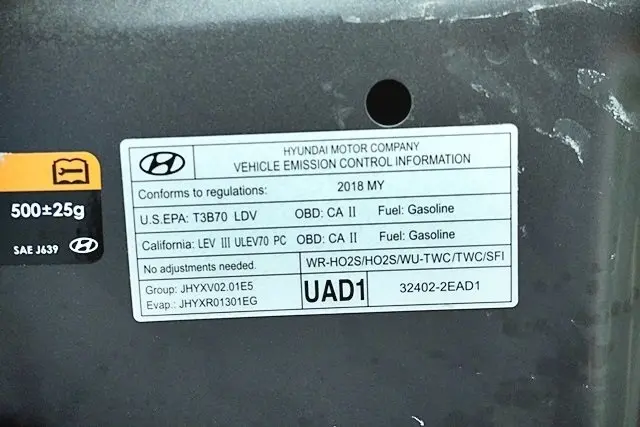 HYUNDAI MOTOR COMPANY
VEHICLE EMISSION CONTROL INFORMATION
Conforms to regulations: 2018 MY
U.S.EPA: T3B70 LDV OBD: CA II Fuel: Gasoline
California: LEV III ULEV70 PC OBD: CA II Fuel: Gasoline
No adjustments needed. WR-HO2S/HO2S/WU-TWC/TWC/SFI
Group: JHYXV02.01E5
Evap.: JHYXR01301EG
UAD1 32402-2EAD1
500±25g
SAE J639